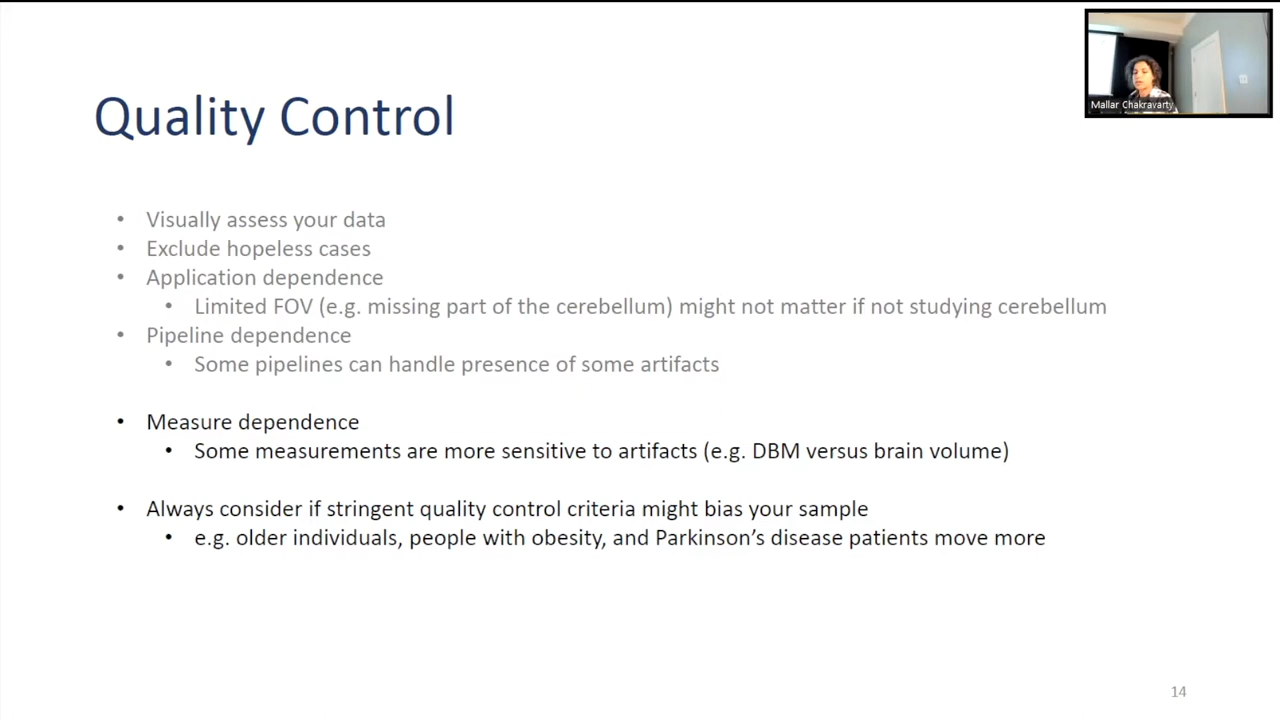 Mallar Chakravarty
Quality Control
• Visually assess your data
• Exclude hopeless cases
• Application dependence
• Limited FOV (e.g. missing part of the cerebellum) might not matter if not studying cerebellum
• Pipeline dependence
• Some pipelines can handle presence of some artifacts
• Measure dependence
• Some measurements are more sensitive to artifacts (e.g. DBM versus brain volume)
• Always consider if stringent quality control criteria might bias your sample
• e.g. older individuals, people with obesity, and Parkinson’s disease patients move more
14